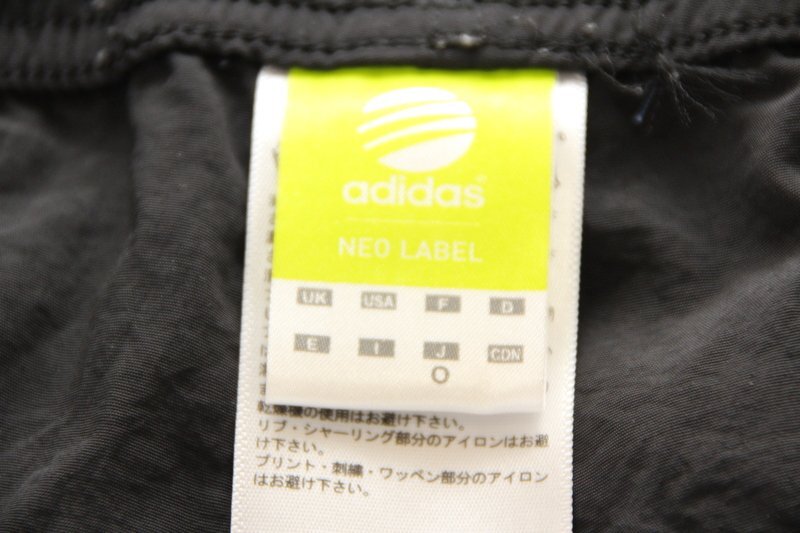 adidas
NEO LABEL
UK USA F D
E I J CDN
O
乾燥機の使用はお避け下さい。
リブ・シャーリング部分のアイロンはお避
け下さい。
プリント・刺繍・ワッペン部分のアイロン
はお避け下さい。